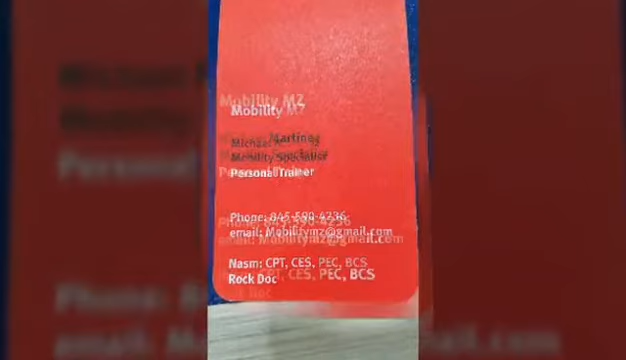 Mobility MZ
Michael Martinez
Mobility Specialist
Personal Trainer
Phone: 845-590-4236
email: Mobilitymz@gmail.com
Nasm: CPT, CES, PEC, BCS
Rock Doc